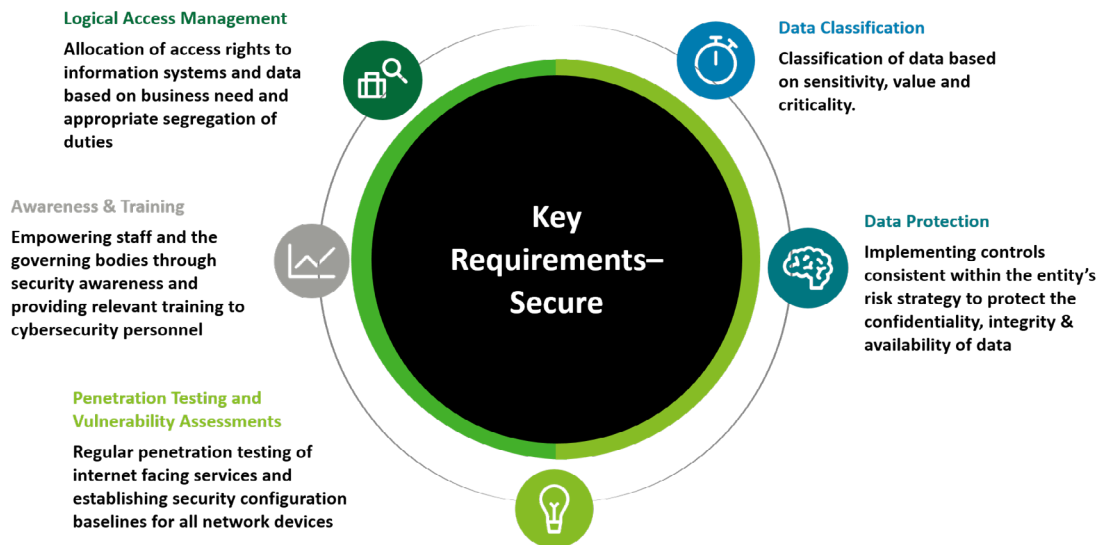 Logical Access Management
Allocation of access rights to
information systems and data
based on business need and
appropriate segregation of
duties
Data Classification
Classification of data based
on sensitivity, value and
criticality.
Key
Requirements–
Secure
Awareness & Training
Empowering staff and the
governing bodies through
security awareness and
providing relevant training to
cybersecurity personnel
Data Protection
Implementing controls
consistent within the entity's
risk strategy to protect the
confidentiality, integrity &
availability of data
Penetration Testing and
Vulnerability Assessments
Regular penetration testing of
internet facing services and
establishing security configuration
baselines for all network devices